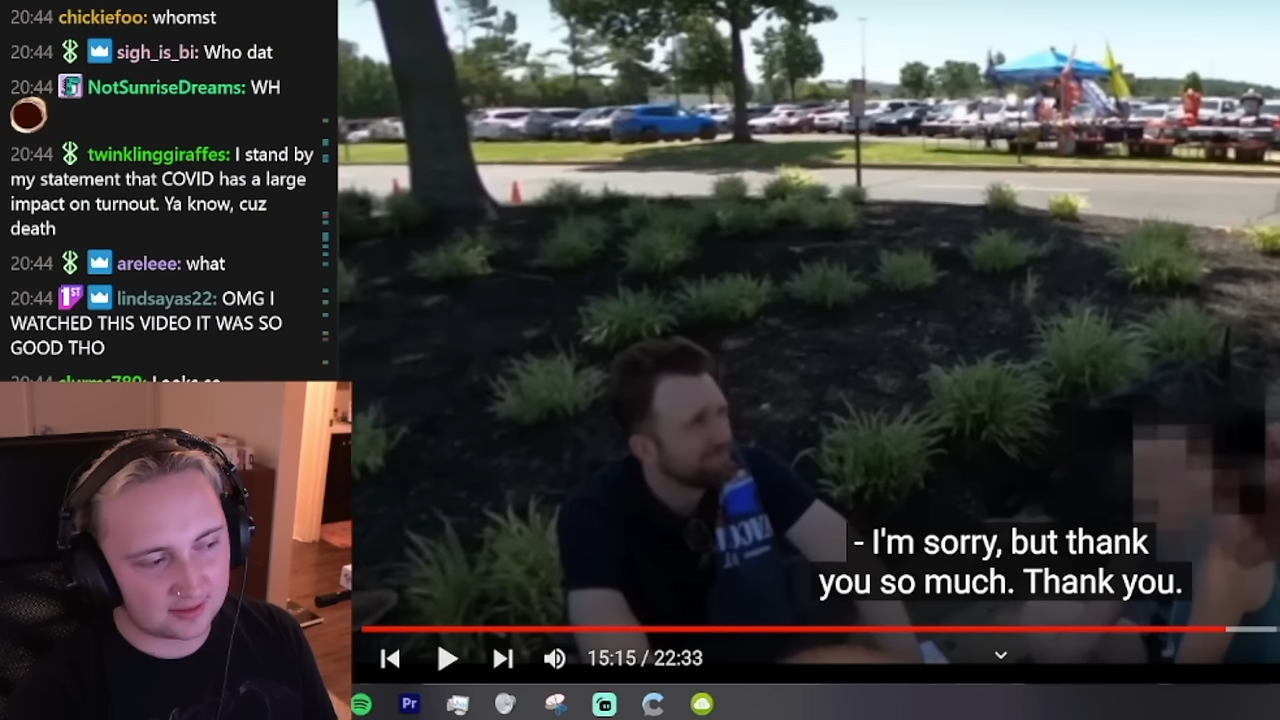 20:44 chickiefoo: whomst
20:44 sigh_is_bi: Who dat
20:44 NotSunriseDreams: WH
20:44 twinklinggiraffes: I stand by
my statement that COVID has a large
impact on turnout. Ya know, cuz
death
20:44 areleee: what
20:44 1ST lindsayas22: OMG I
WATCHED THIS VIDEO IT WAS SO
GOOD THO
- I'm sorry, but thank
you so much. Thank you.
15:15 / 22:33
Pr